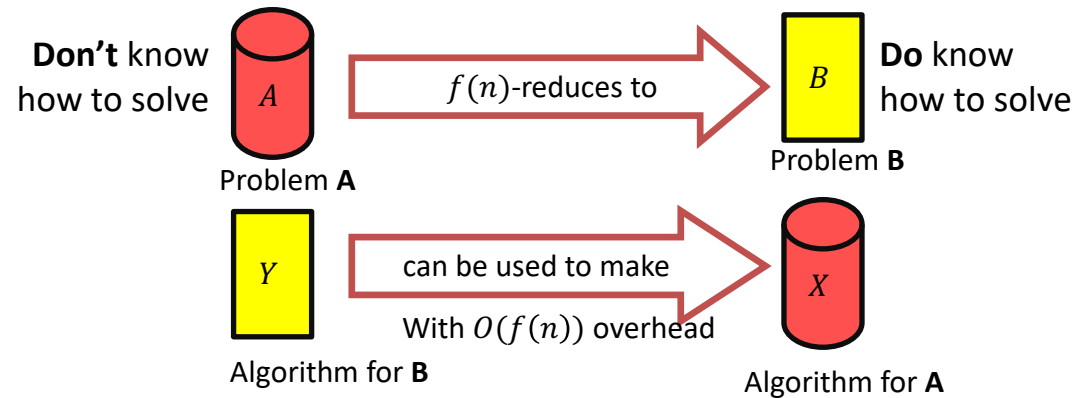 Don't know
how to solve
A
f(n)-reduces to
B
Do know
how to solve
Problem A
Problem B
Y
can be used to make
X
With O(f(n)) overhead
Algorithm for B
Algorithm for A